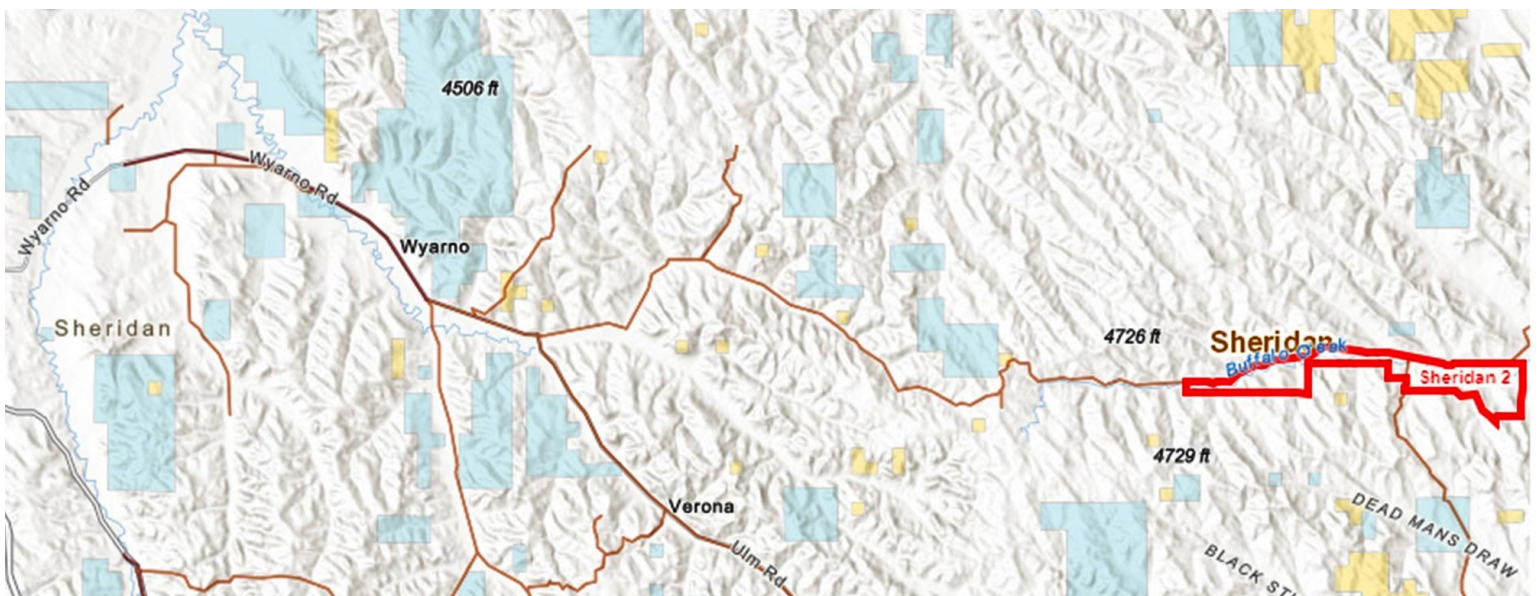 4506 ft
Wyarno Rd
Wyarno Rd
Wyarno
Sheridan
4726 ft
Sheridan
Buffalo Creek
Sheridan 2
4729 ft
Verona
DEAD MANS DRAW
Ulm Rd
BLACK